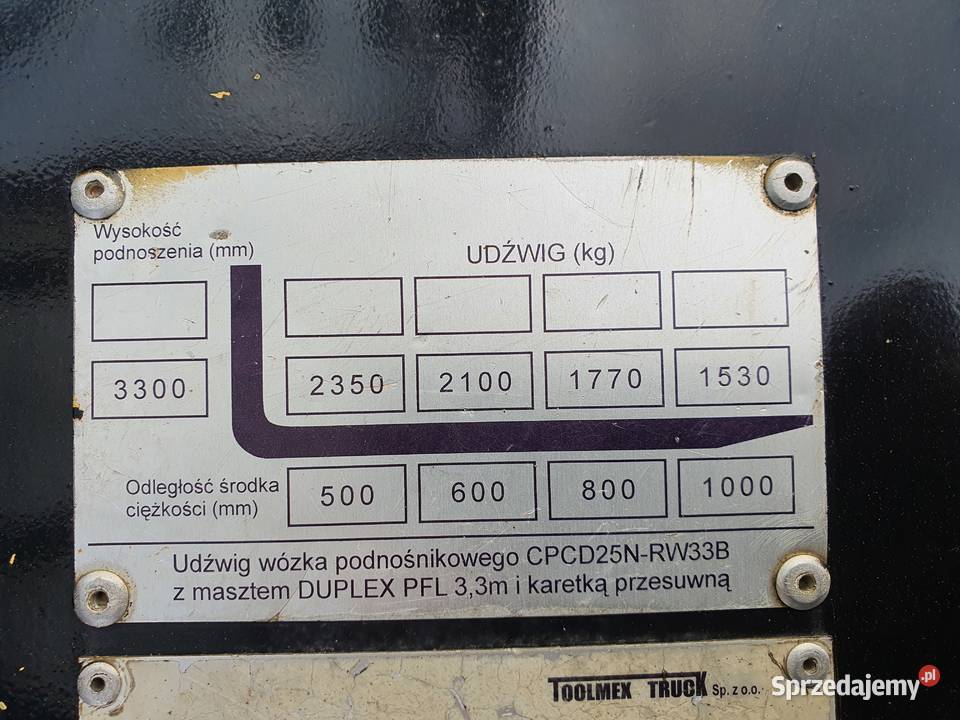 Wysokość
podnoszenia (mm)
UDŹWIG (kg)
3300 2350 2100 1770 1530
Odległość środka
ciężkości (mm)
500 600 800 1000
Udźwig wózka podnośnikowego CPCD25N-RW33B
z masztem DUPLEX PFL 3,3m i karetką przesuwną
TOOLMEX TRUCK Sp. z o.o.
Sprzedajemy.pl